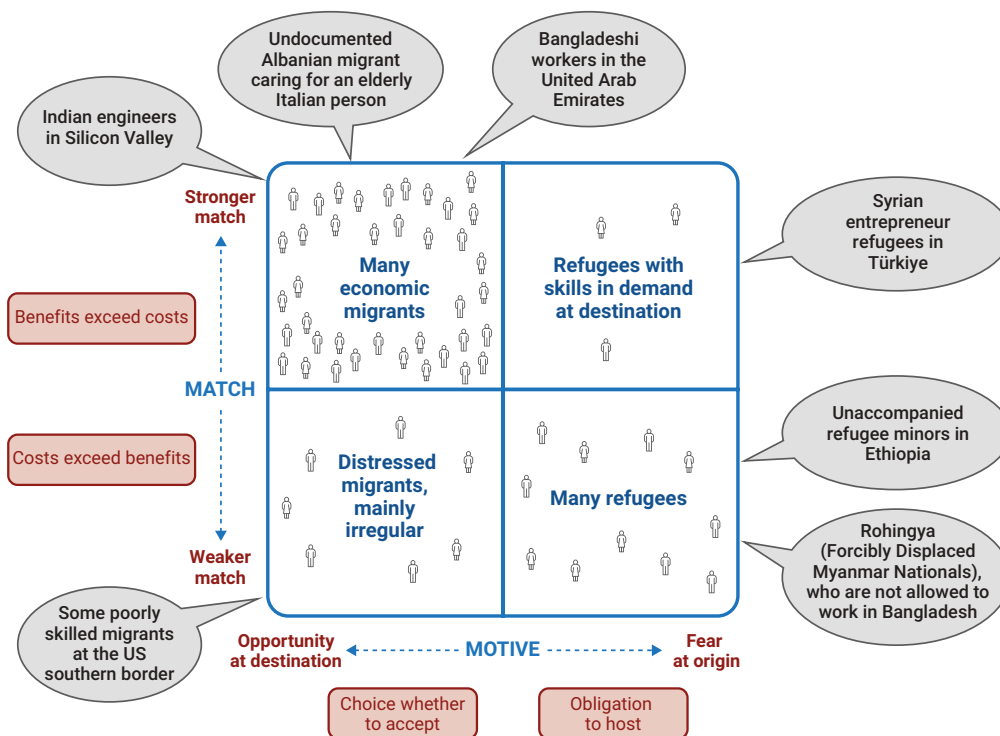 Undocumented
Albanian migrant
caring for an elderly
Italian person
Bangladeshi
workers in the
United Arab
Emirates
Indian engineers
in Silicon Valley
Stronger
match
Syrian
entrepreneur
refugees in
Türkiye
Many
economic
migrants
Refugees with
skills in demand
at destination
Benefits exceed costs
MATCH
Costs exceed benefits
Unaccompanied
refugee minors in
Ethiopia
Distressed
migrants,
mainly
irregular
Many refugees
Weaker
match
Rohingya
(Forcibly Displaced
Myanmar Nationals),
who are not allowed to
work in Bangladesh
Some poorly
skilled migrants
at the US
southern border
Opportunity
at destination
MOTIVE
Fear
at origin
Choice whether
to accept
Obligation
to host